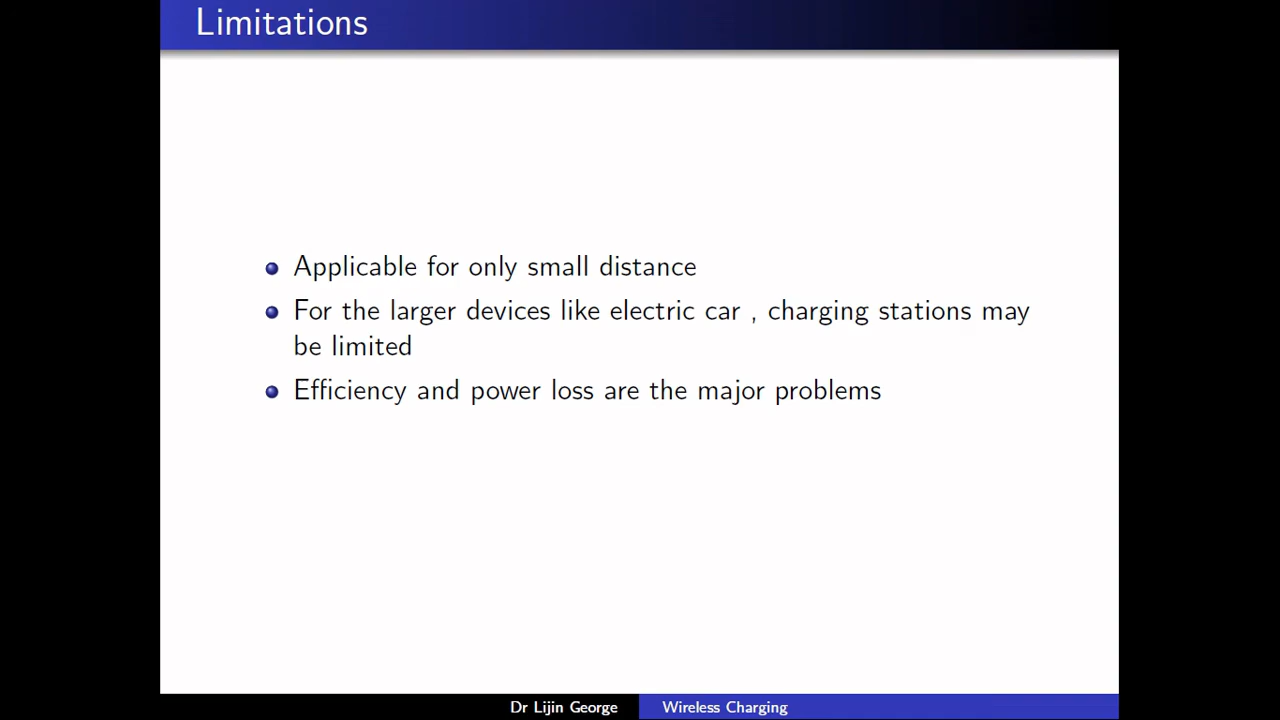 Limitations
Applicable for only small distance
For the larger devices like electric car , charging stations may
be limited
Efficiency and power loss are the major problems
Dr Lijin George
Wireless Charging